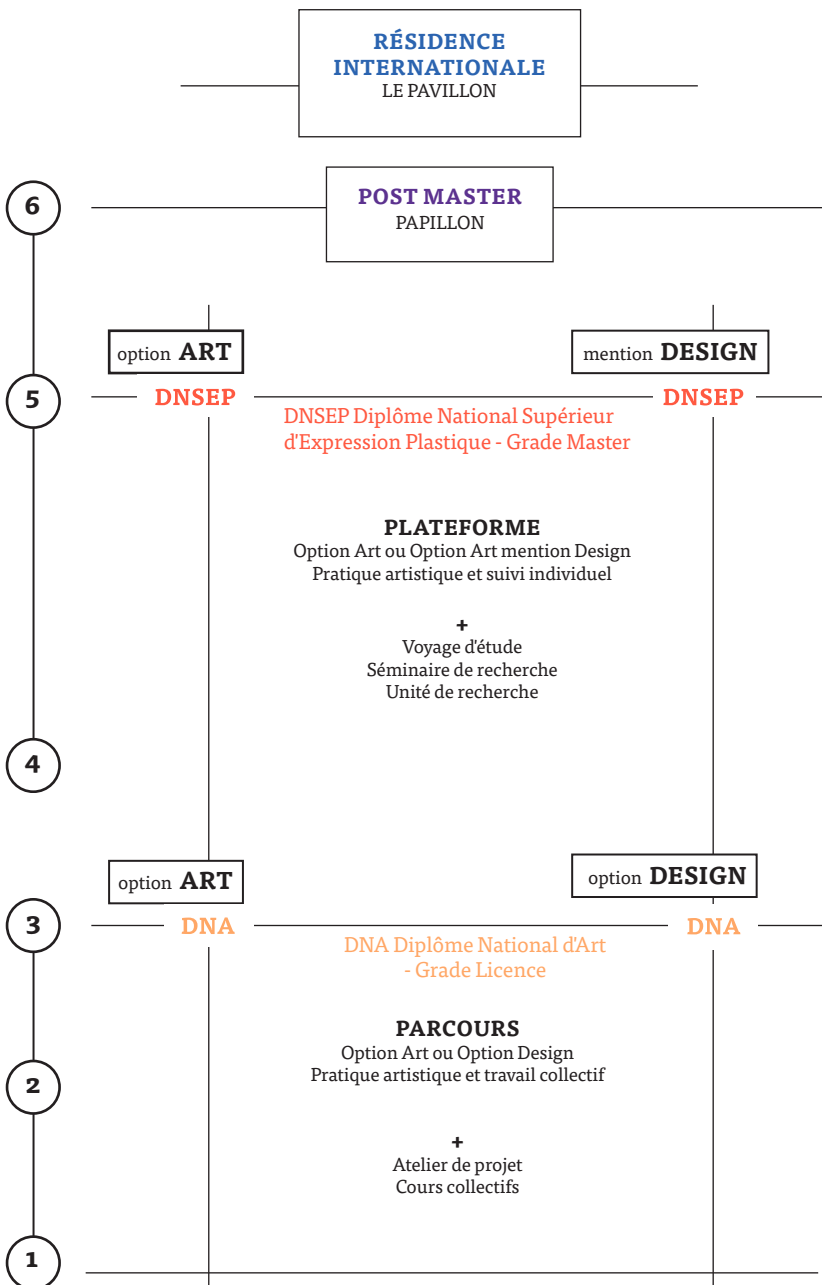 RÉSIDENCE
INTERNATIONALE
LE PAVILLON
6
POST MASTER
PAPILLON
option ART
mention DESIGN
5
DNSEP
DNSEP
DNSEP Diplôme National Supérieur
d'Expression Plastique - Grade Master
PLATEFORME
Option Art ou Option Art mention Design
Pratique artistique et suivi individuel
+
Voyage d'étude
Séminaire de recherche
Unité de recherche
4
option ART
option DESIGN
3
DNA
DNA
DNA Diplôme National d'Art
- Grade Licence
PARCOURS
Option Art ou Option Design
Pratique artistique et travail collectif
2
+
Atelier de projet
Cours collectifs
1